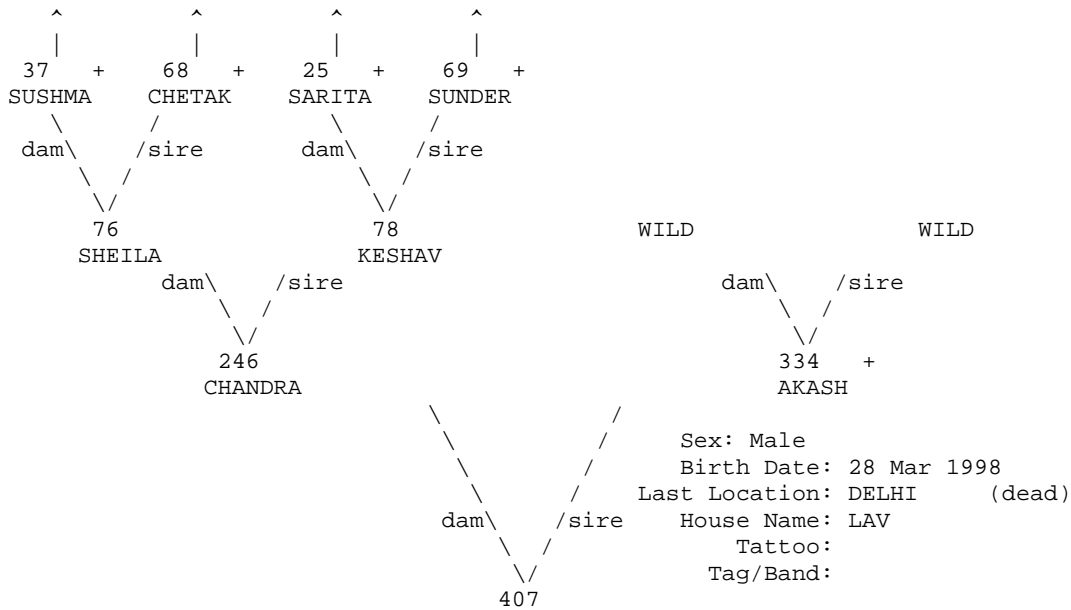 ^ ^ ^ ^
| | | |
37 + 68 + 25 + 69 +
SUSHMA CHETAK SARITA SUNDER
\ / \ /
dam\ /sire dam\ /sire
\ / \ /
\/ \/
76 78 WILD WILD
SHEILA KESHAV
dam\ /sire dam\ /sire
\ / \ /
\/ \/
246 334 +
CHANDRA AKASH
\ /
\ / Sex: Male
\ / Birth Date: 28 Mar 1998
\ / Last Location: DELHI (dead)
dam\ /sire House Name: LAV
\ / Tattoo:
\/ Tag/Band:
407